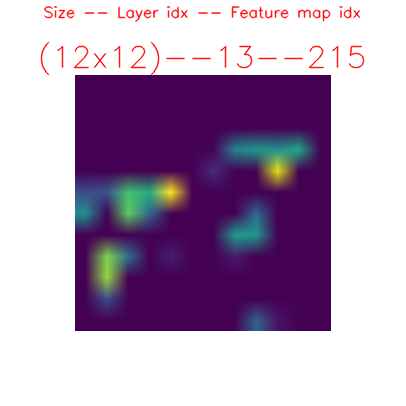 Size -- Layer idx -- Feature map idx
(12x12)--13--215